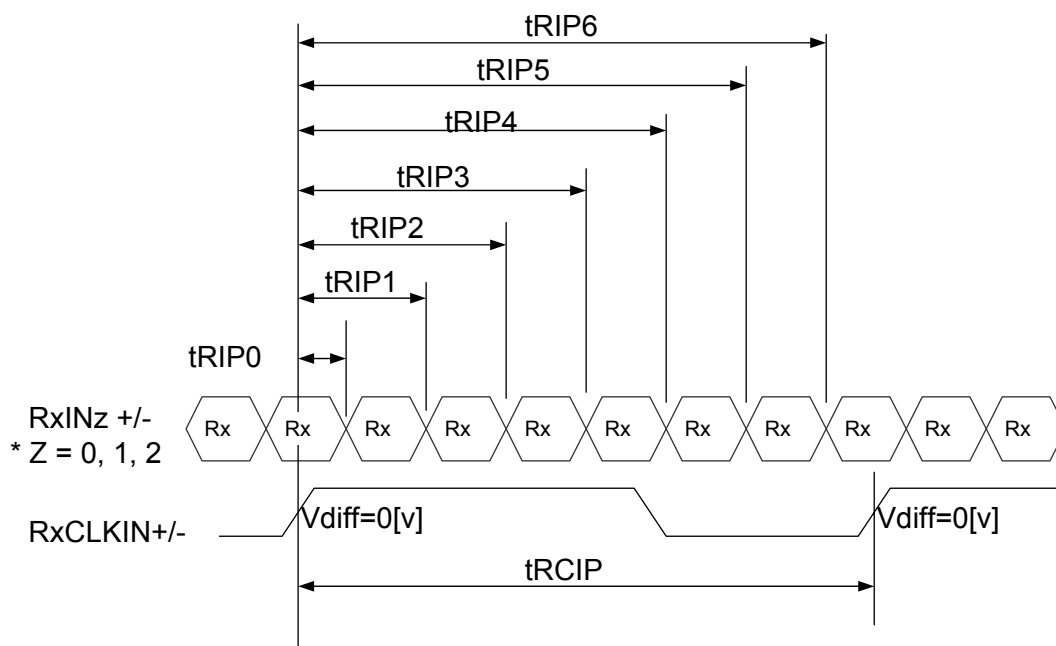 tRIP6
tRIP5
tRIP4
tRIP3
tRIP2
tRIP1
tRIP0
RxINz +/-
* Z = 0, 1, 2
Rx Rx Rx Rx Rx Rx Rx Rx Rx Rx Rx
RxCLKIN+/-
Vdiff=0[v] Vdiff=0[v]
tRCIP